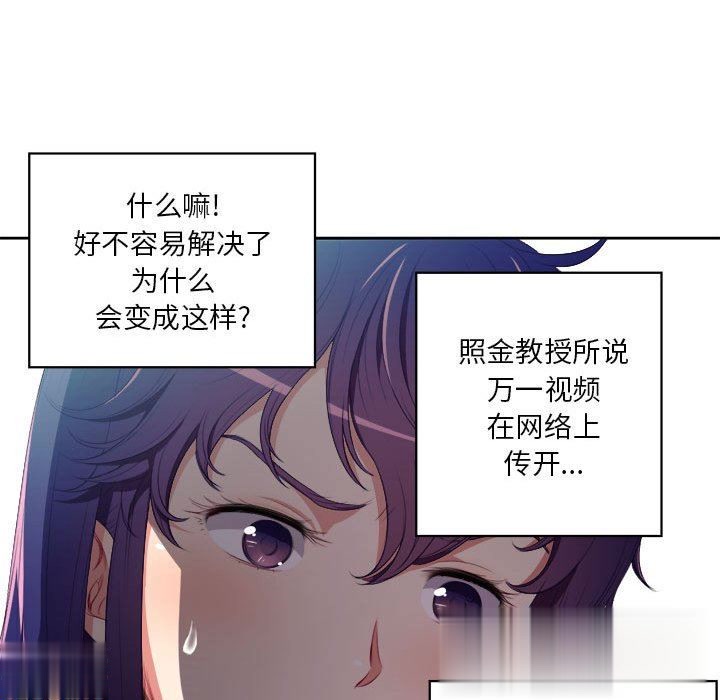 什么嘛!
好不容易解决了
为什么
会变成这样?
照金教授所说
万一视频
在网络上
传开...